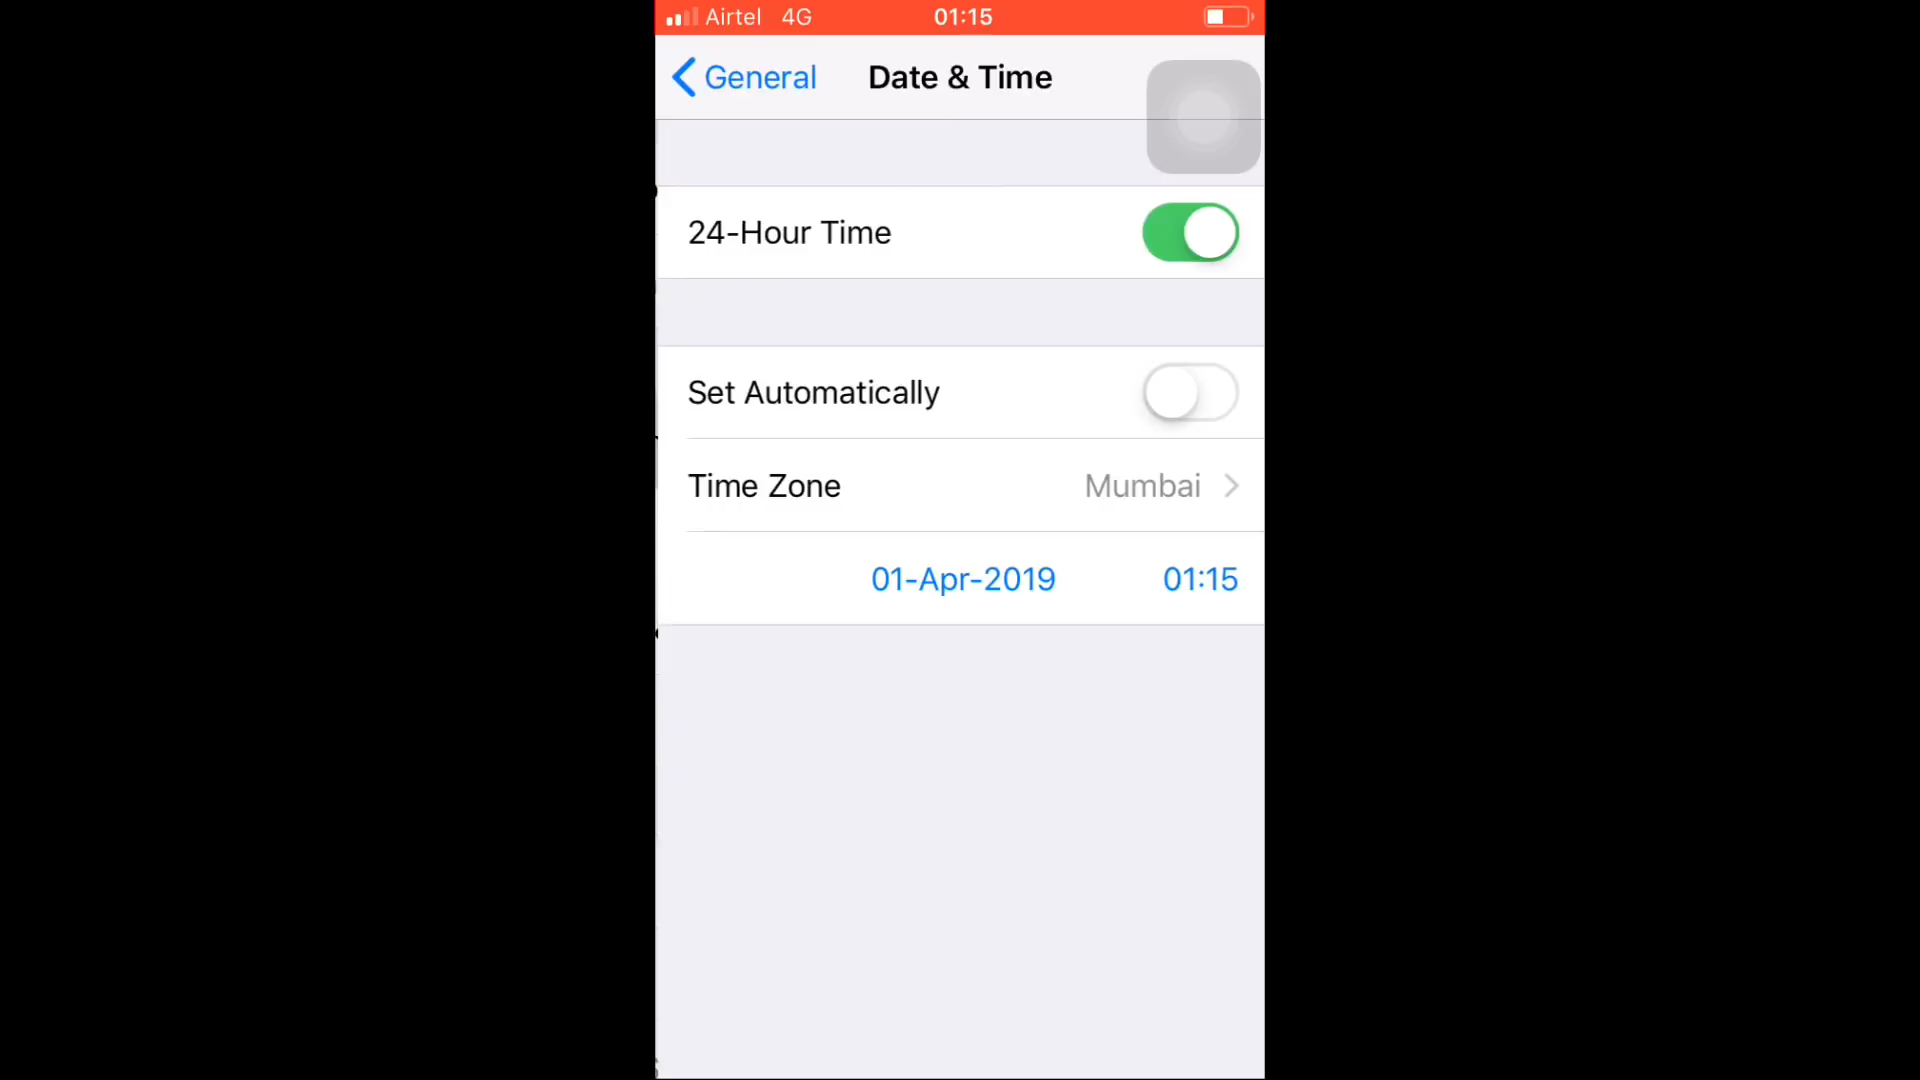 Airtel 4G 01:15
General Date & Time
24-Hour Time
Set Automatically
Time Zone Mumbai
01-Apr-2019 01:15